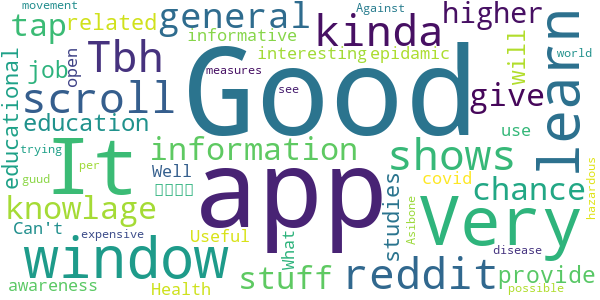 movement
Against
tap related general kinda higher
informative
Tbh interesting epidamic will
open
job measures see world
educational scroll Good give learn
education
trying use
It information shows
per
guud Well covid
hazardous
knowlage app Very chance
studies
Can't Useful What Asibone
window expensive reddit disease
stuff provide
awareness Health possible